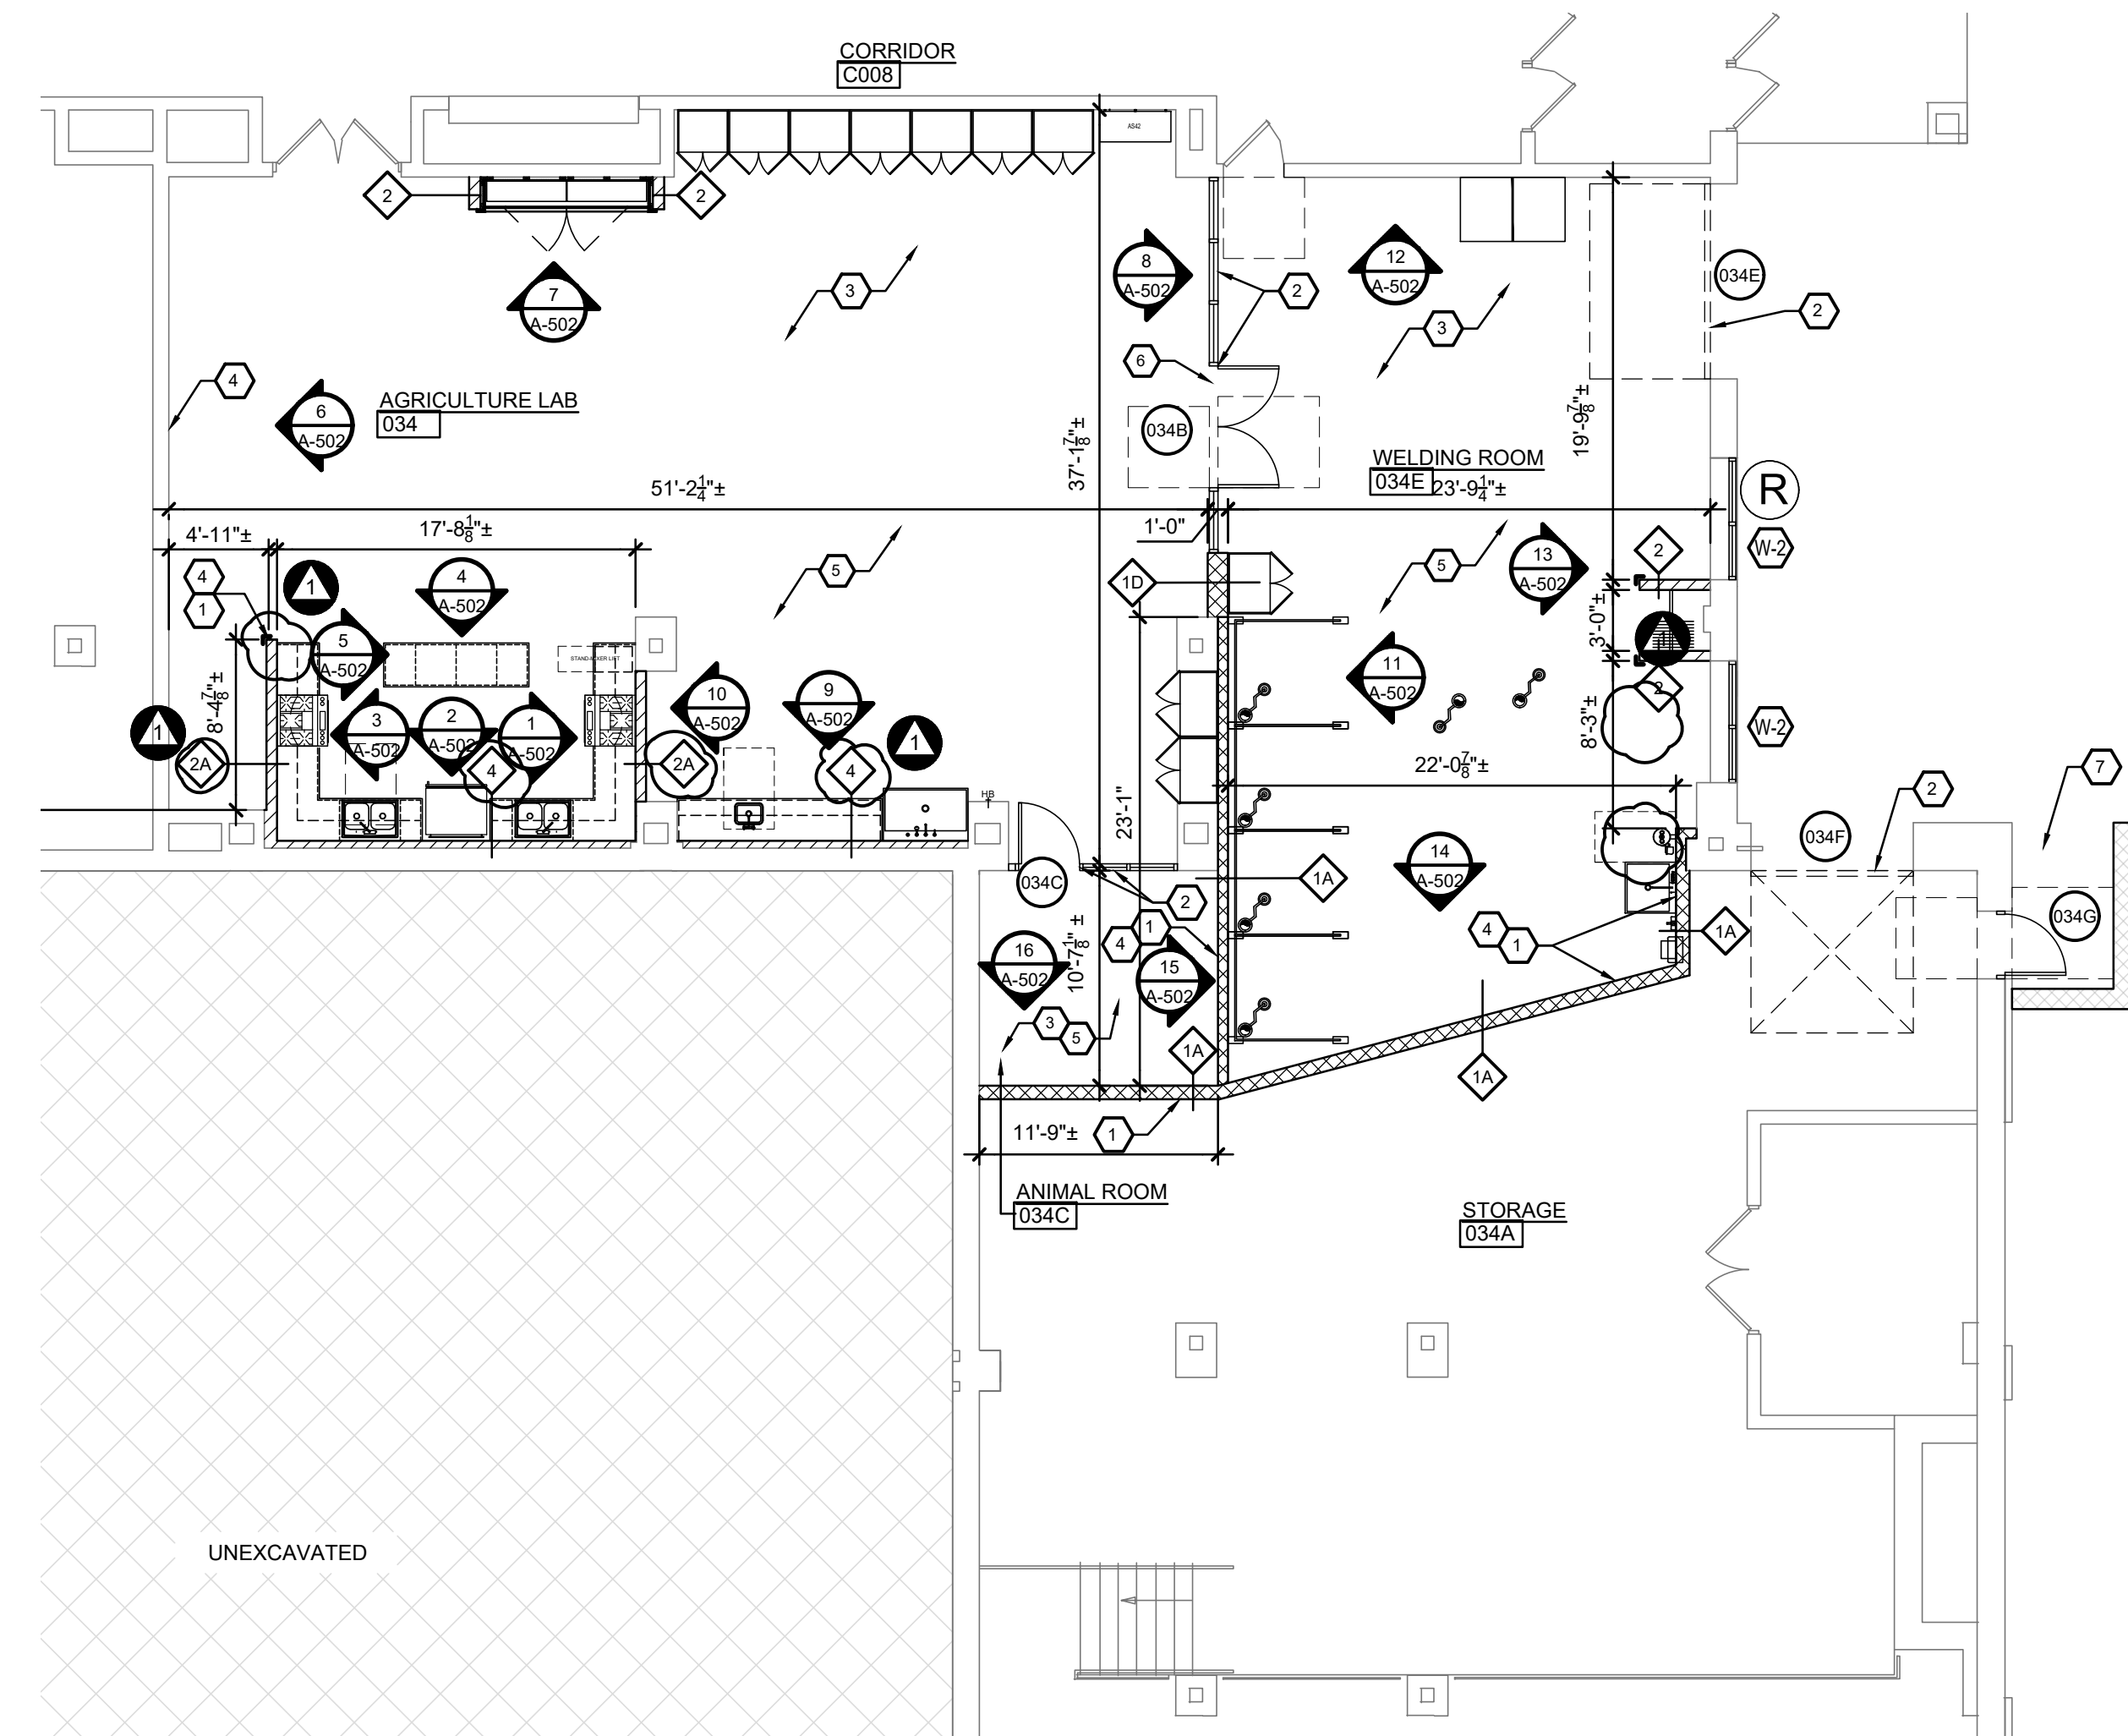 CORRIDOR
C008
AS42
2
2
7
A-502
3
8
A-502
2
12
A-502
3
034E
2
6
034B
4
6
A-502
AGRICULTURE LAB
034
37'-1 7/8"±
19'-9 7/8"±
WELDING ROOM
034E
23'-9 1/4"±
51'-2 1/4"±
R
4'-11"±
17'-8 1/8"±
1'-0"
W-2
4
1
1
4
A-502
5
1D
5
13
A-502
2
3'-0"±
1
5
A-502
STAND
KER LIFT
11
A-502
2
8'-4 7/8"±
1
2A
3
A-502
2
A-502
1
A-502
4
10
A-502
2A
9
A-502
4
1
8'-3"±
W-2
22'-0 7/8"±
HB
23'-1"
7
2
034F
034C
1A
14
A-502
2
1
4
4
1
1A
034G
16
A-502
10'-7 1/8"±
15
A-502
3
5
1A
1A
11'-9"±
1
ANIMAL ROOM
034C
STORAGE
034A
UNEXCAVATED